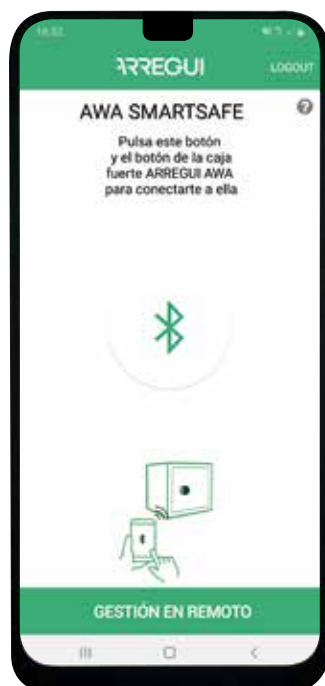 ARREGUI
LOGOUT
AWA SMARTSAFE
Pulsa este botón
y el botón de la caja
fuerte ARREGUI AWA
para conectarte a ella
GESTIÓN EN REMOTO